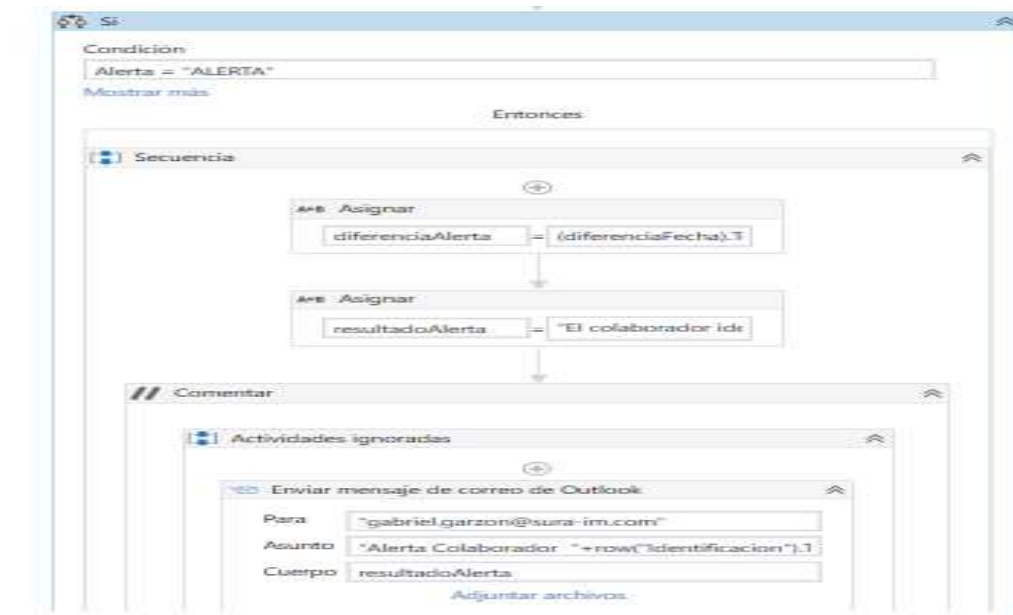 Si
Condición
Alerta = "ALERTA"
Mostrar más
Entonces
Secuencia
A+B Asignar
diferenciaAlerta = (diferenciaFecha).T
A+B Asignar
resultadoAlerta = "El colaborador ide
// Comentar
Actividades ignoradas
Enviar mensaje de correo de Outlook
Para "gabriel.garzon@sura-im.com"
Asunto "Alerta Colaborador "+row("Identificacion").T
Cuerpo resultadoAlerta
Adjuntar archivos